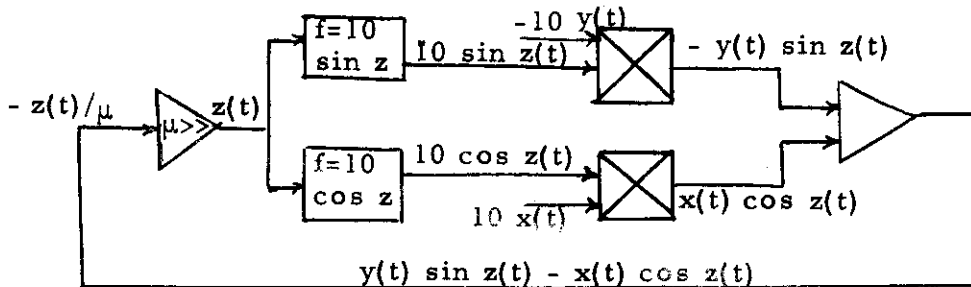 -10 y(t)
f=10
sin z
10 sin z(t)
- y(t) sin z(t)
- z(t)/μ
μ>>
z(t)
f=10
cos z
10 cos z(t)
10 x(t)
x(t) cos z(t)
y(t) sin z(t) - x(t) cos z(t)